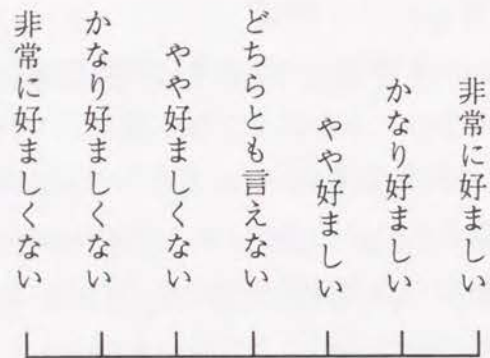 非常に好ましくない
かなり好ましくない
やや好ましくない
どちらとも言えない
やや好ましい
かなり好ましい
非常に好ましい